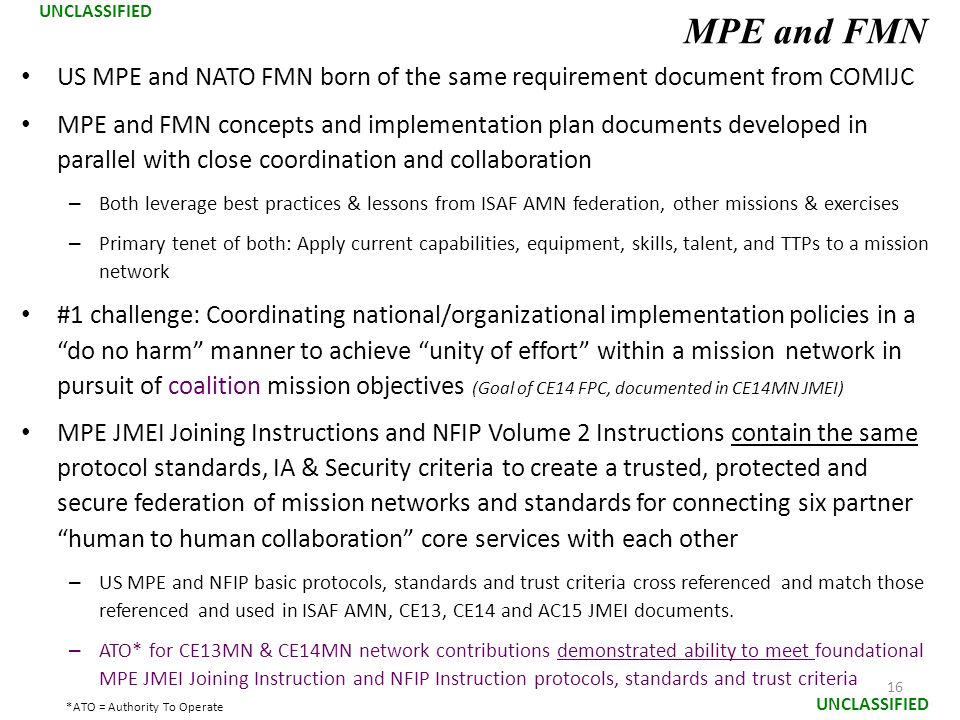 UNCLASSIFIED
MPE and FMN
• US MPE and NATO FMN born of the same requirement document from COMIJC
• MPE and FMN concepts and implementation plan documents developed in
parallel with close coordination and collaboration
– Both leverage best practices & lessons from ISAF AMN federation, other missions & exercises
– Primary tenet of both: Apply current capabilities, equipment, skills, talent, and TTPs to a mission
network
• #1 challenge: Coordinating national/organizational implementation policies in a
“do no harm” manner to achieve “unity of effort” within a mission network in
pursuit of coalition mission objectives (Goal of CE14 FPC, documented in CE14MN JMEI)
• MPE JMEI Joining Instructions and NFIP Volume 2 Instructions contain the same
protocol standards, IA & Security criteria to create a trusted, protected and
secure federation of mission networks and standards for connecting six partner
“human to human collaboration” core services with each other
– US MPE and NFIP basic protocols, standards and trust criteria cross referenced and match those
referenced and used in ISAF AMN, CE13, CE14 and AC15 JMEI documents.
– ATO* for CE13MN & CE14MN network contributions demonstrated ability to meet foundational
MPE JMEI Joining Instruction and NFIP Instruction protocols, standards and trust criteria
16
*ATO = Authority To Operate
UNCLASSIFIED